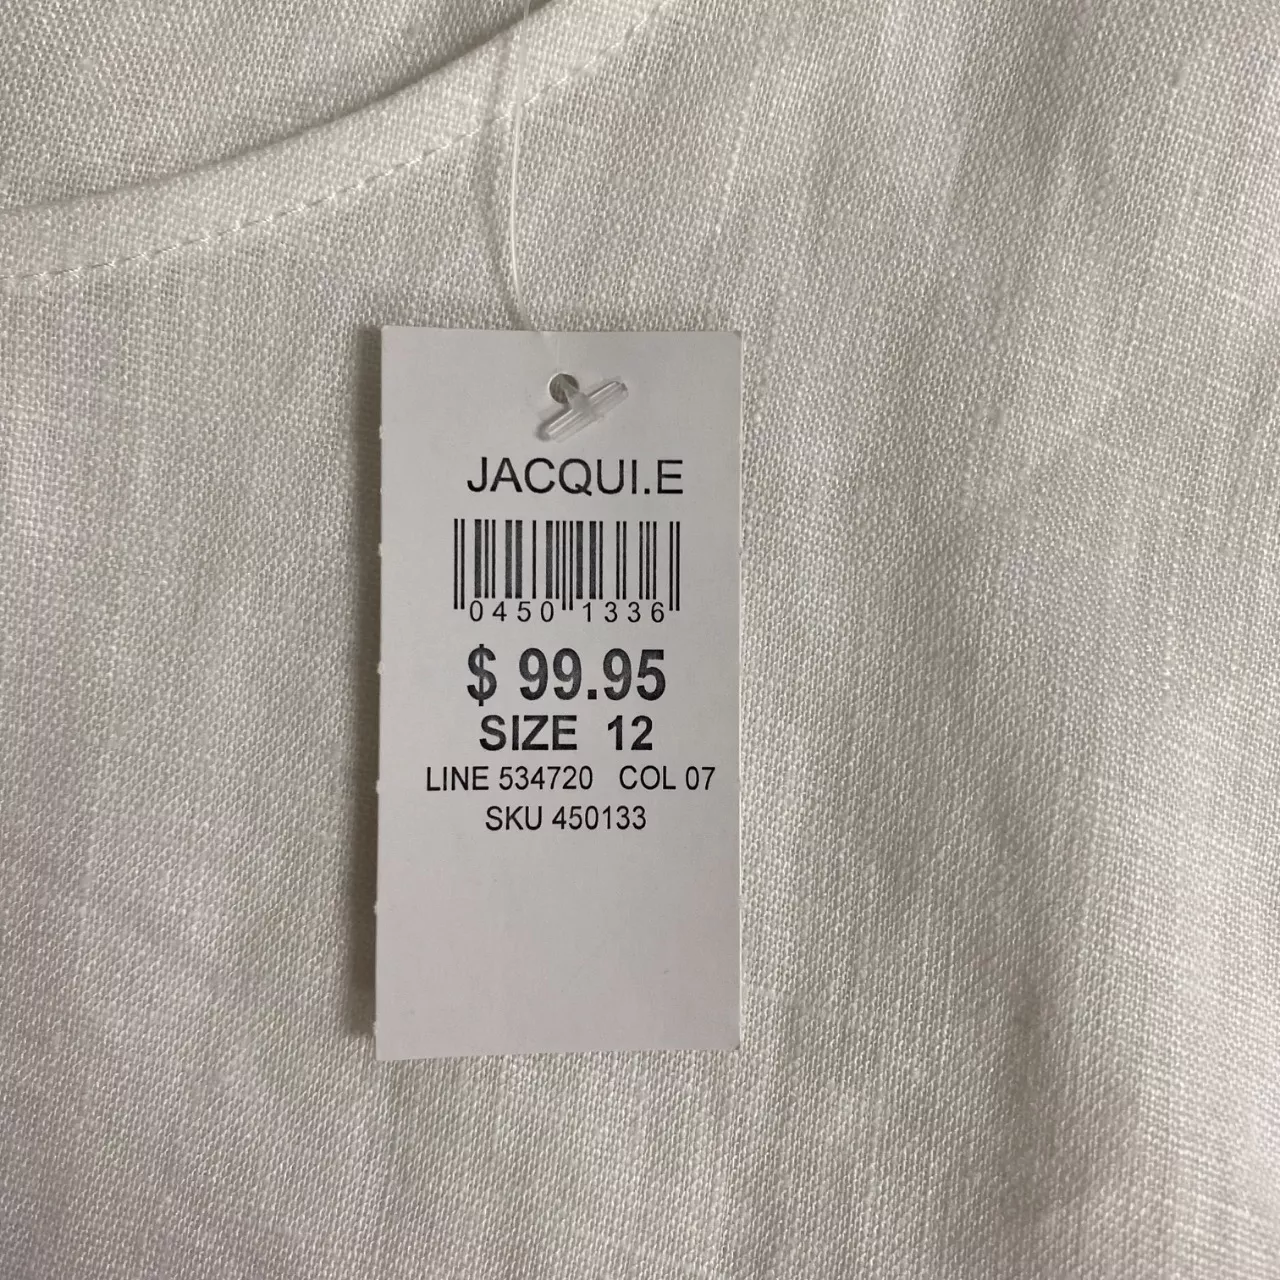 JACQUI.E
0450 1336
$ 99.95
SIZE 12
LINE 534720 COL 07
SKU 450133